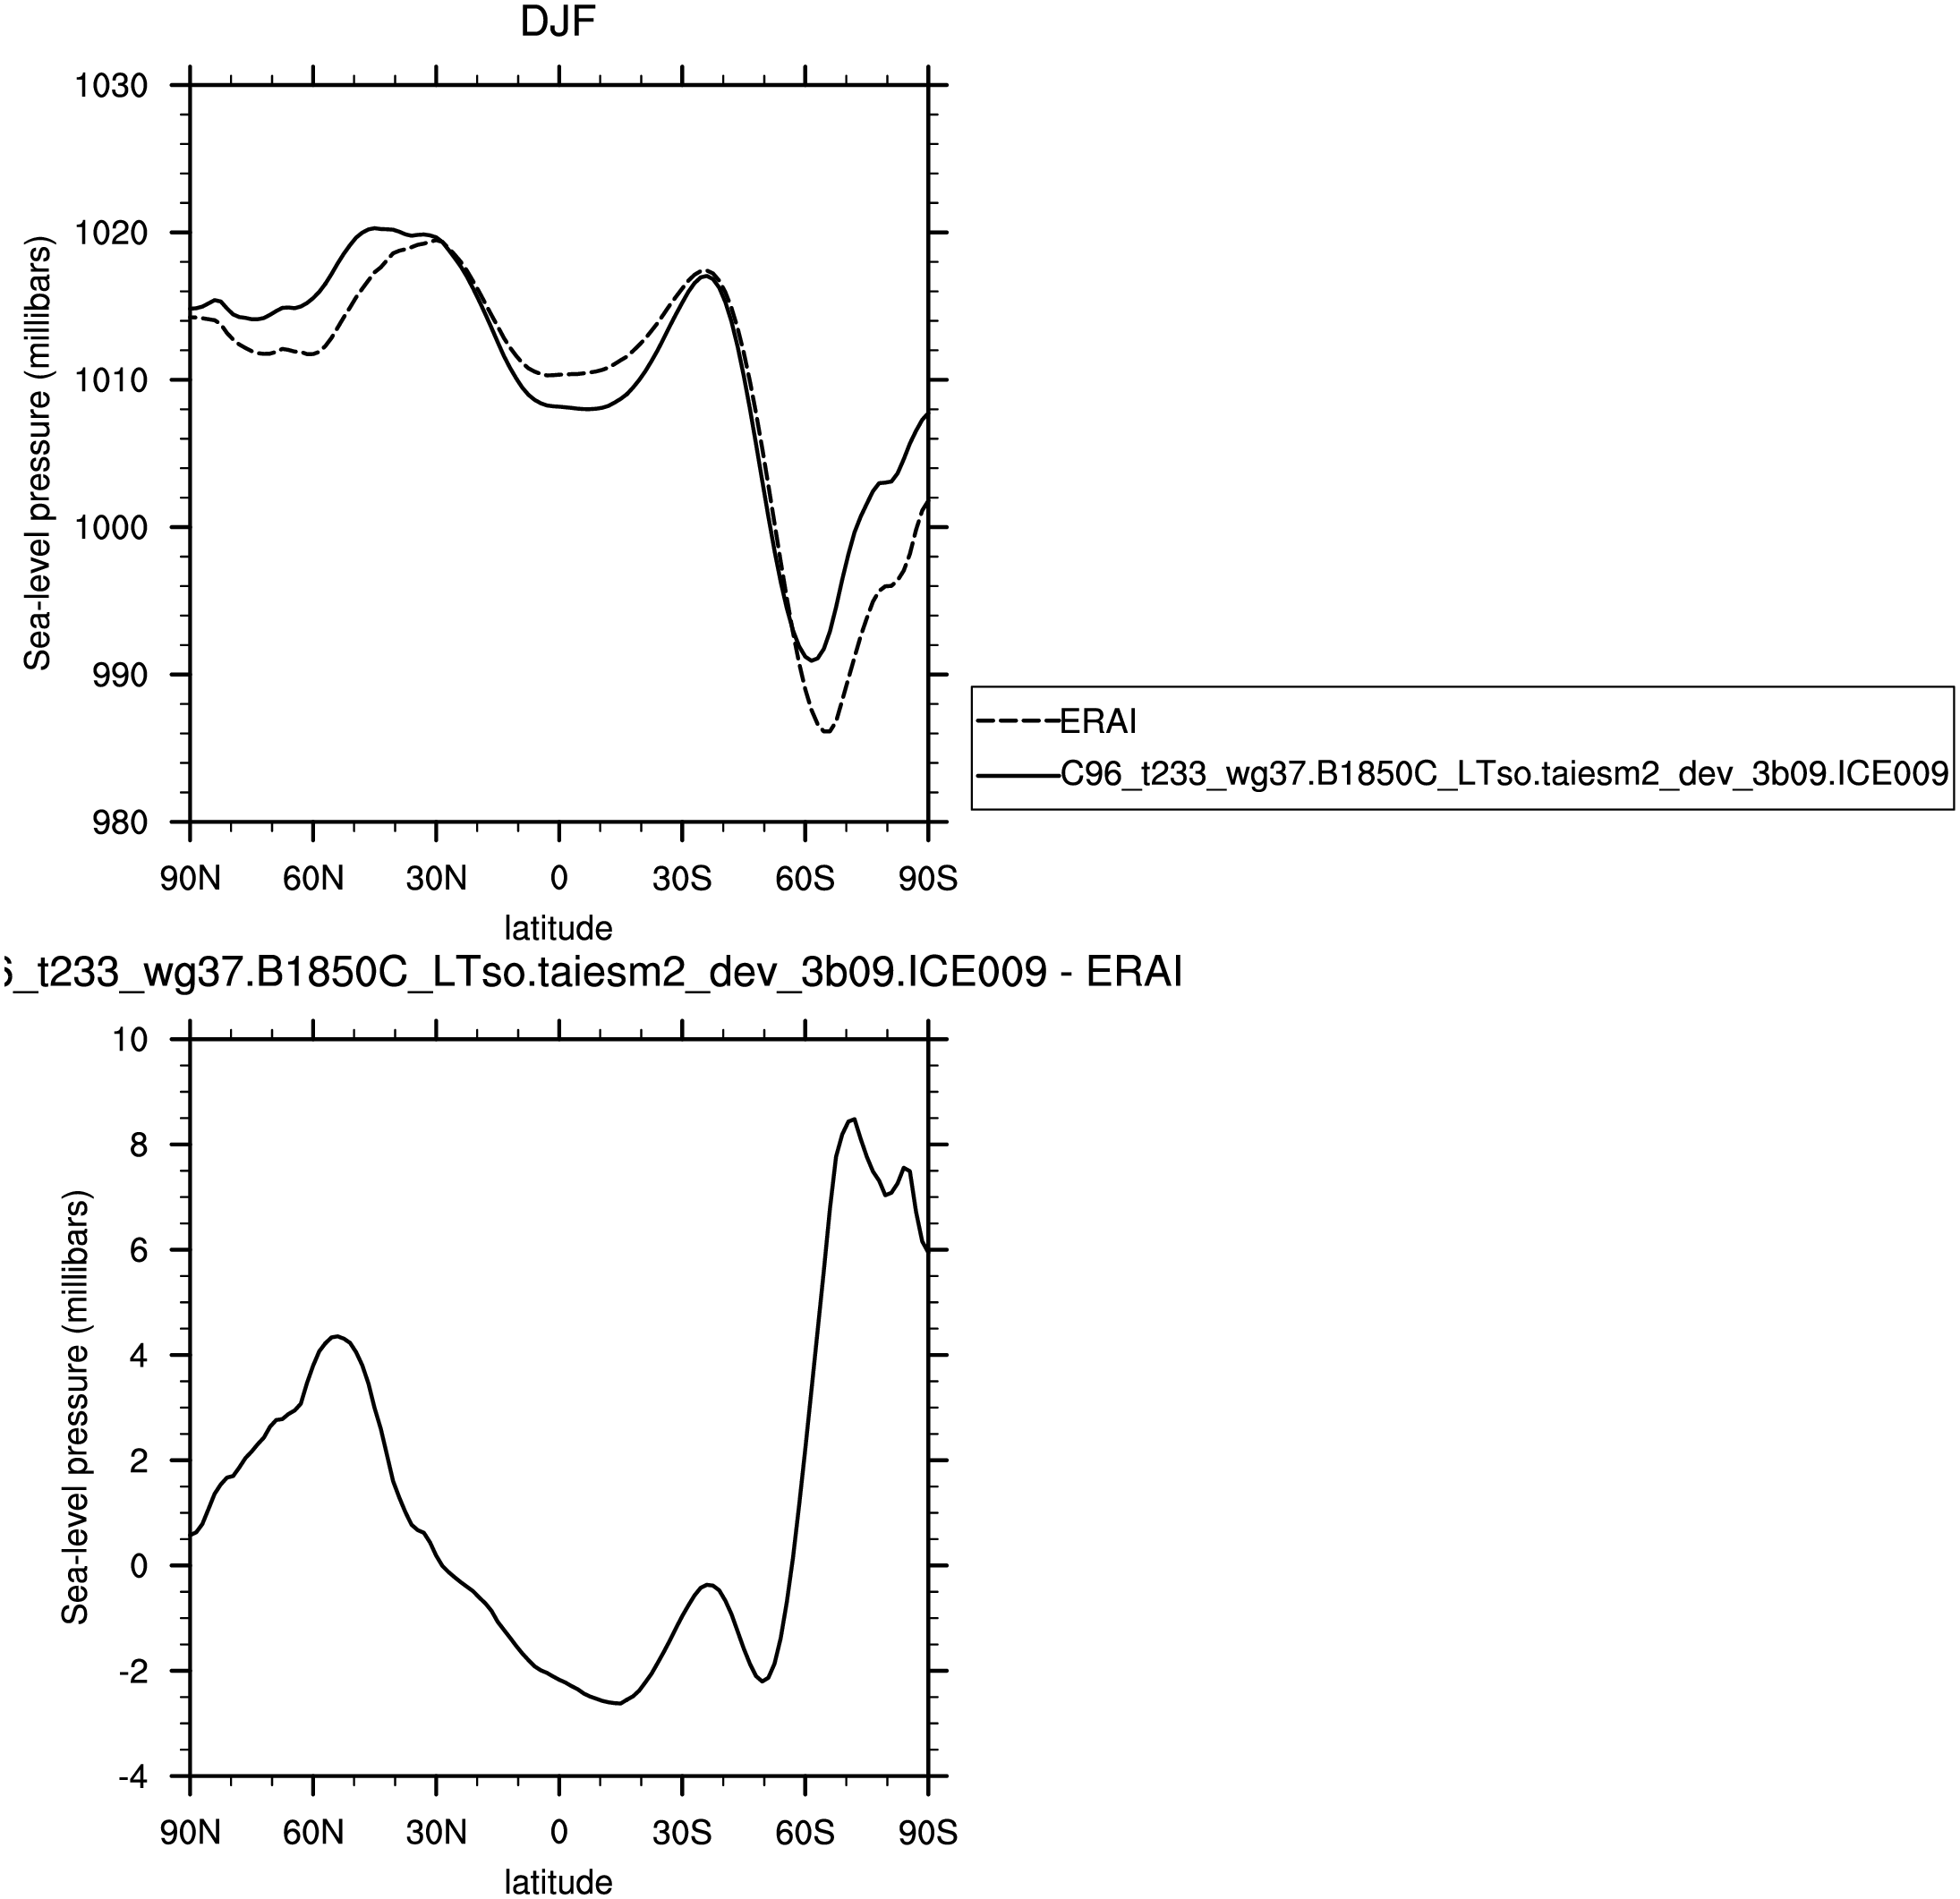 DJF
1030
1020
1010
1000
990
980
Sea-level pressure (millibars)
90N 60N 30N 0 30S 60S 90S
latitude
ERAI
C96_t233_wg37.B1850C_LTso.taiesm2_dev_3b09.ICE009
_t233_wg37.B1850C_LTso.taiesm2_dev_3b09.ICE009 - ERAI
10
8
6
4
2
0
-2
-4
Sea-level pressure (millibars)
90N 60N 30N 0 30S 60S 90S
latitude